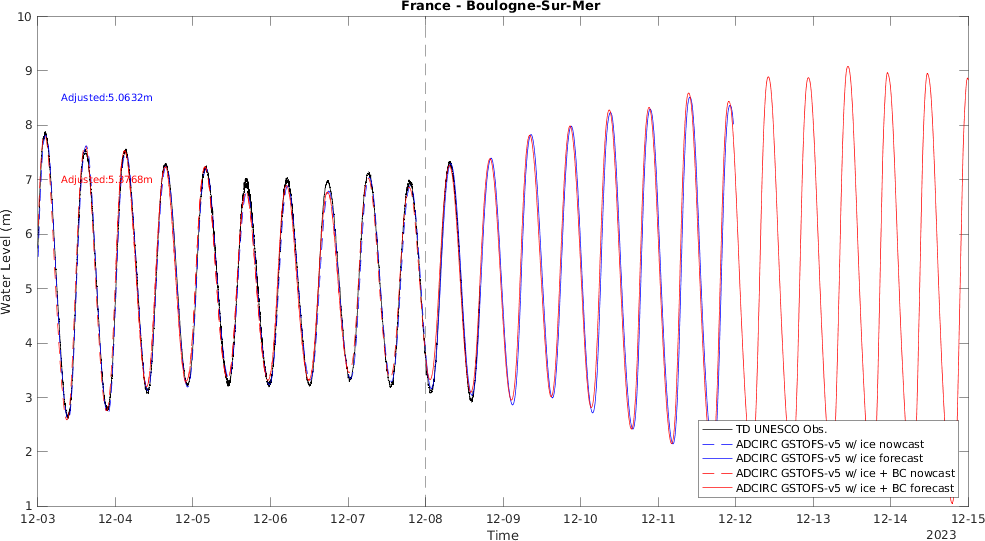 France - Boulogne-Sur-Mer
10
9
8
7
6
5
4
3
2
1
Water Level (m)
Adjusted:5.0632m
Adjusted:5.3768m
TD UNESCO Obs.
ADCIRC GSTOFS-v5 w/ ice nowcast
ADCIRC GSTOFS-v5 w/ ice forecast
ADCIRC GSTOFS-v5 w/ ice + BC nowcast
ADCIRC GSTOFS-v5 w/ ice + BC forecast
12-03 12-04 12-05 12-06 12-07 12-08 12-09 12-10 12-11 12-12 12-13 12-14 12-15
Time
2023